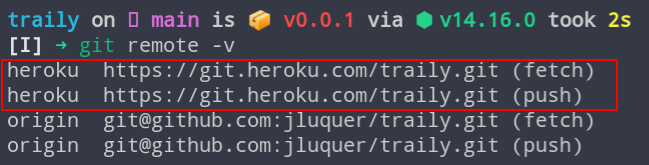 traily on  main is 📦 v0.0.1 via ⬢ v14.16.0 took 2s
[I] → git remote -v
heroku  https://git.heroku.com/traily.git (fetch)
heroku  https://git.heroku.com/traily.git (push)
origin  git@github.com:jluquer/traily.git (fetch)
origin  git@github.com:jluquer/traily.git (push)